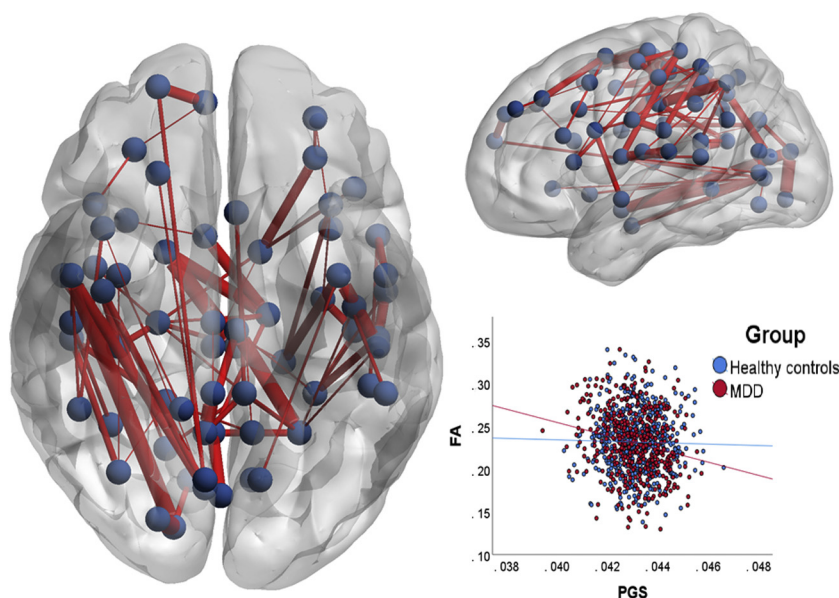 Group
Healthy controls
MDD
.35
.30
.25
.20
.15
.10
FA
.038 .040 .042 .044 .046 .048
PGS